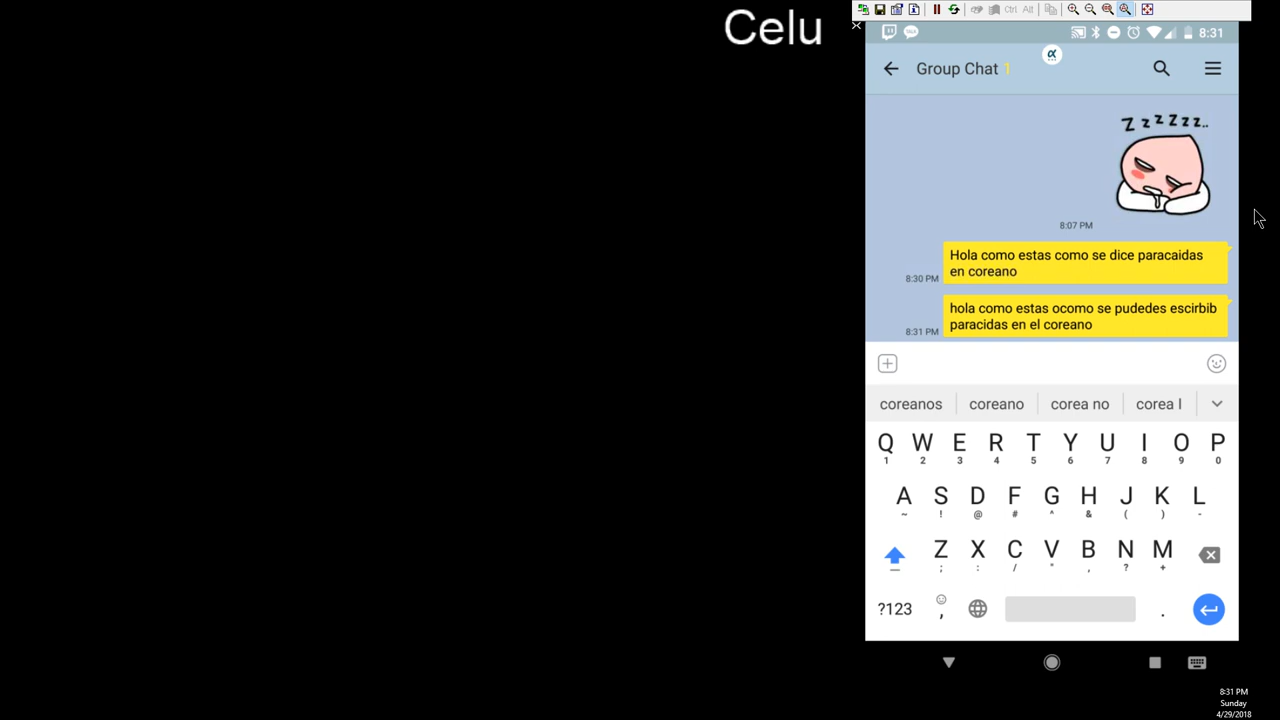 Celu
Ctrl Alt
8:31
Group Chat 1
Z z z Z z z..
8:07 PM
Hola como estas como se dice paracaidas
en coreano
8:30 PM
hola como estas ocomo se pudedes escirbib
paracidas en el coreano
8:31 PM
coreanos coreano corea no corea l
Q W E R T Y U I O P
1 2 3 4 5 6 7 8 9 0
A S D F G H J K L
~ ! @ # ^ & ( ) -
Z X C V B N M
; : / " , ? +
?123 , .
8:31 PM
Sunday
4/29/2018